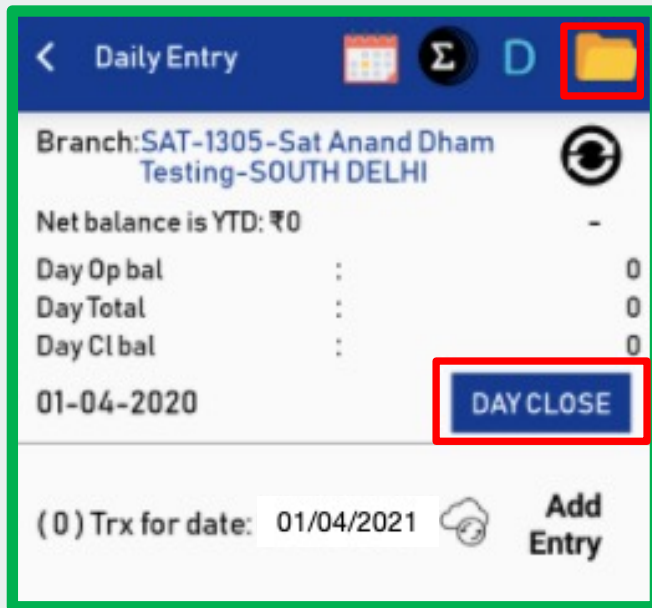 Daily Entry Σ D
Branch:SAT-1305-Sat Anand Dham
Testing-SOUTH DELHI
Net balance is YTD: ₹0 -
Day Op bal : 0
Day Total : 0
Day Cl bal : 0
01-04-2020 DAY CLOSE
(0) Trx for date: 01/04/2021 Add
Entry